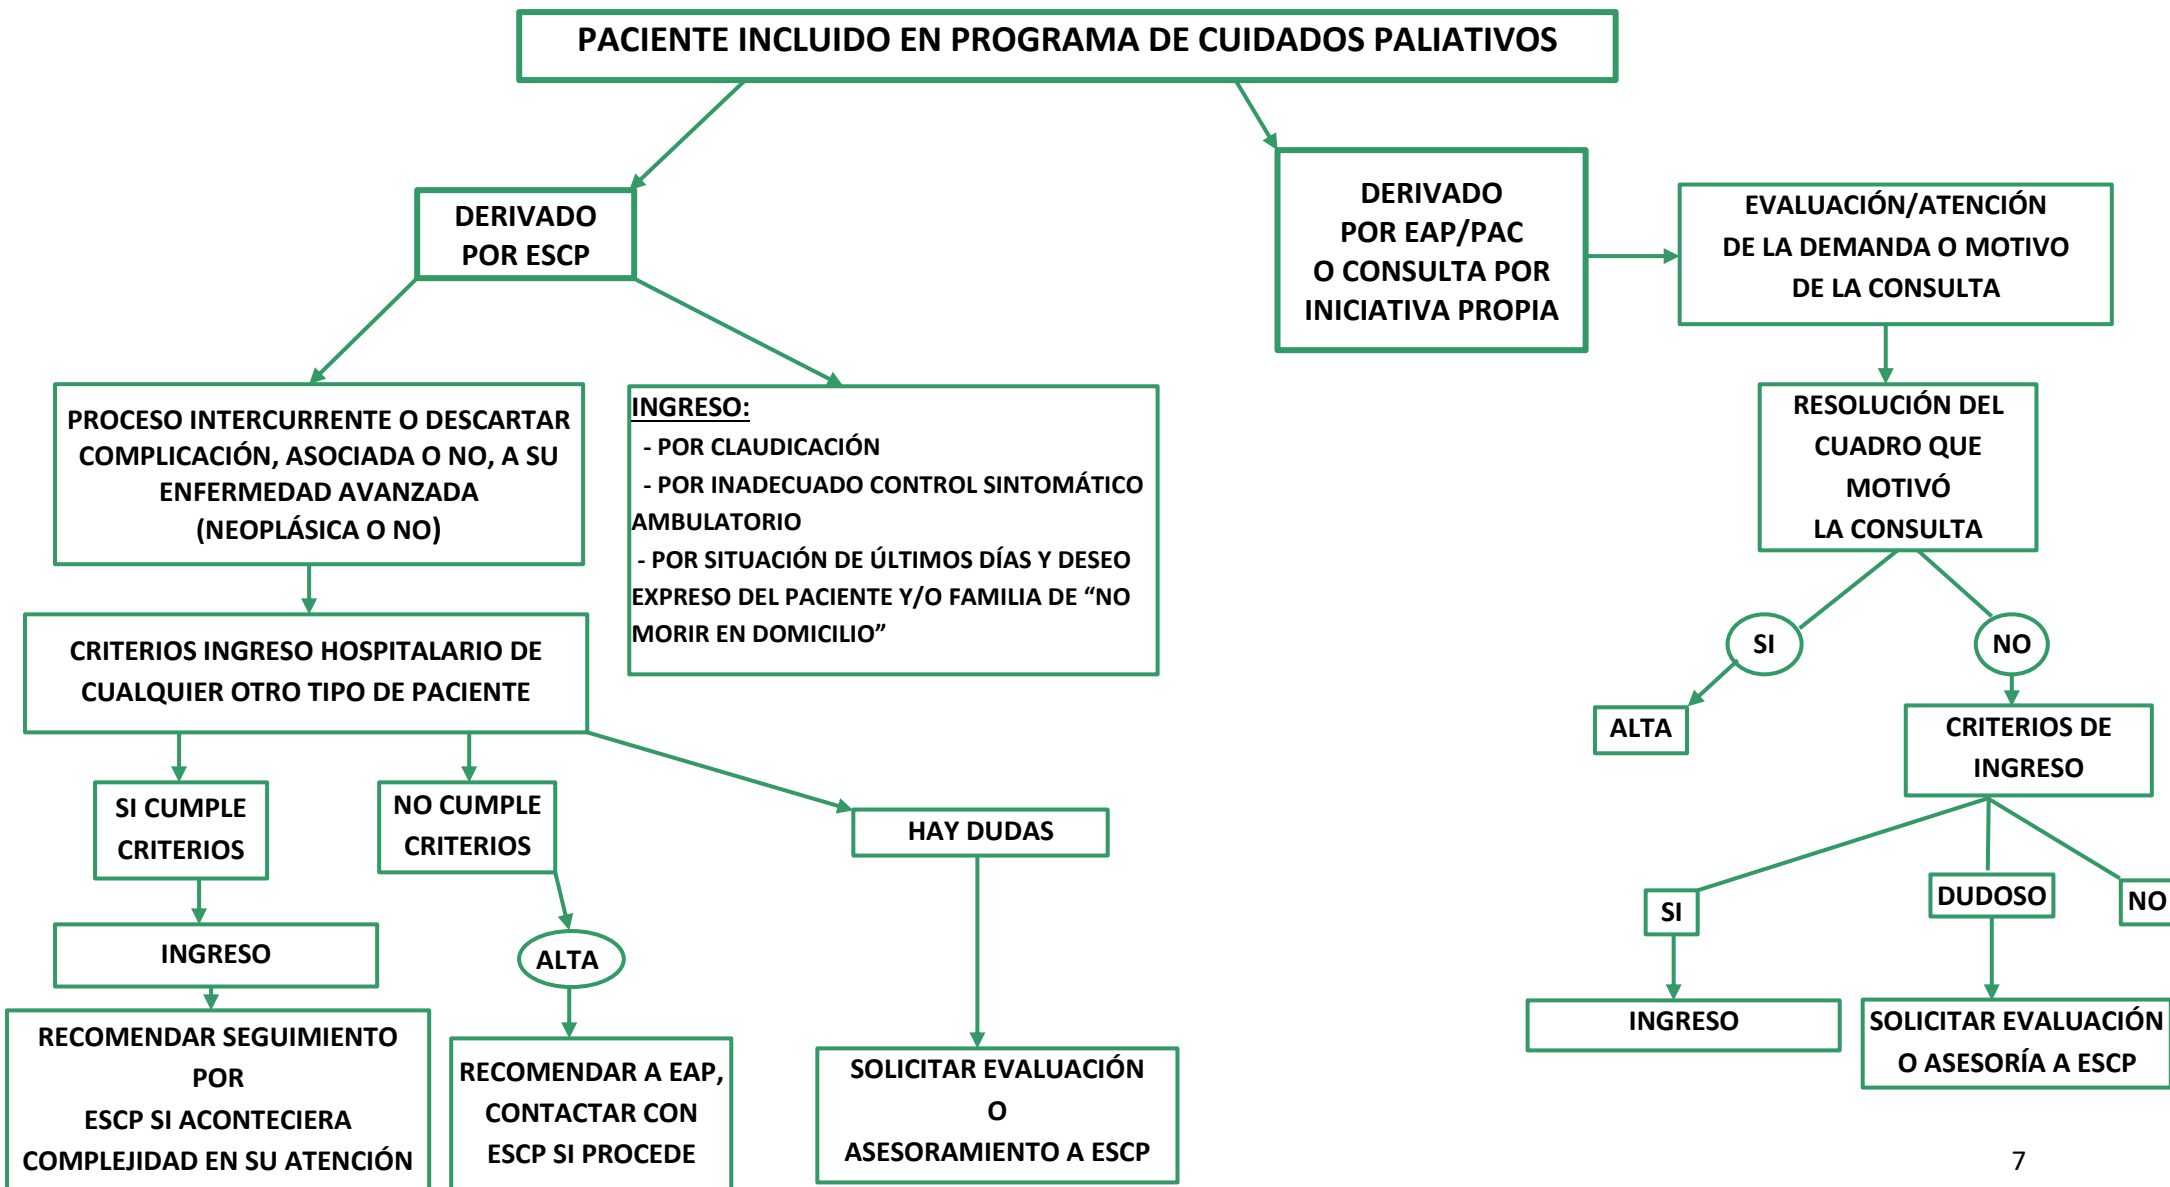 PACIENTE INCLUIDO EN PROGRAMA DE CUIDADOS PALIATIVOS
DERIVADO
POR ESCP
DERIVADO
POR EAP/PAC
O CONSULTA POR
INICIATIVA PROPIA
EVALUACIÓN/ATENCIÓN
DE LA DEMANDA O MOTIVO
DE LA CONSULTA
PROCESO INTERCURRENTE O DESCARTAR
COMPLICACIÓN, ASOCIADA O NO, A SU
ENFERMEDAD AVANZADA
(NEOPLÁSICA O NO)
INGRESO:
- POR CLAUDICACIÓN
- POR INADECUADO CONTROL SINTOMÁTICO
AMBULATORIO
- POR SITUACIÓN DE ÚLTIMOS DÍAS Y DESEO
EXPRESO DEL PACIENTE Y/O FAMILIA DE “NO
MORIR EN DOMICILIO”
RESOLUCIÓN DEL
CUADRO QUE
MOTIVÓ
LA CONSULTA
CRITERIOS INGRESO HOSPITALARIO DE
CUALQUIER OTRO TIPO DE PACIENTE
SI
NO
ALTA
CRITERIOS DE
INGRESO
SI CUMPLE
CRITERIOS
NO CUMPLE
CRITERIOS
HAY DUDAS
SI
DUDOSO
NO
INGRESO
ALTA
INGRESO
SOLICITAR EVALUACIÓN
O ASESORÍA A ESCP
RECOMENDAR SEGUIMIENTO
POR
ESCP SI ACONTECIERA
COMPLEJIDAD EN SU ATENCIÓN
RECOMENDAR A EAP,
CONTACTAR CON
ESCP SI PROCEDE
SOLICITAR EVALUACIÓN
O
ASESORAMIENTO A ESCP
7